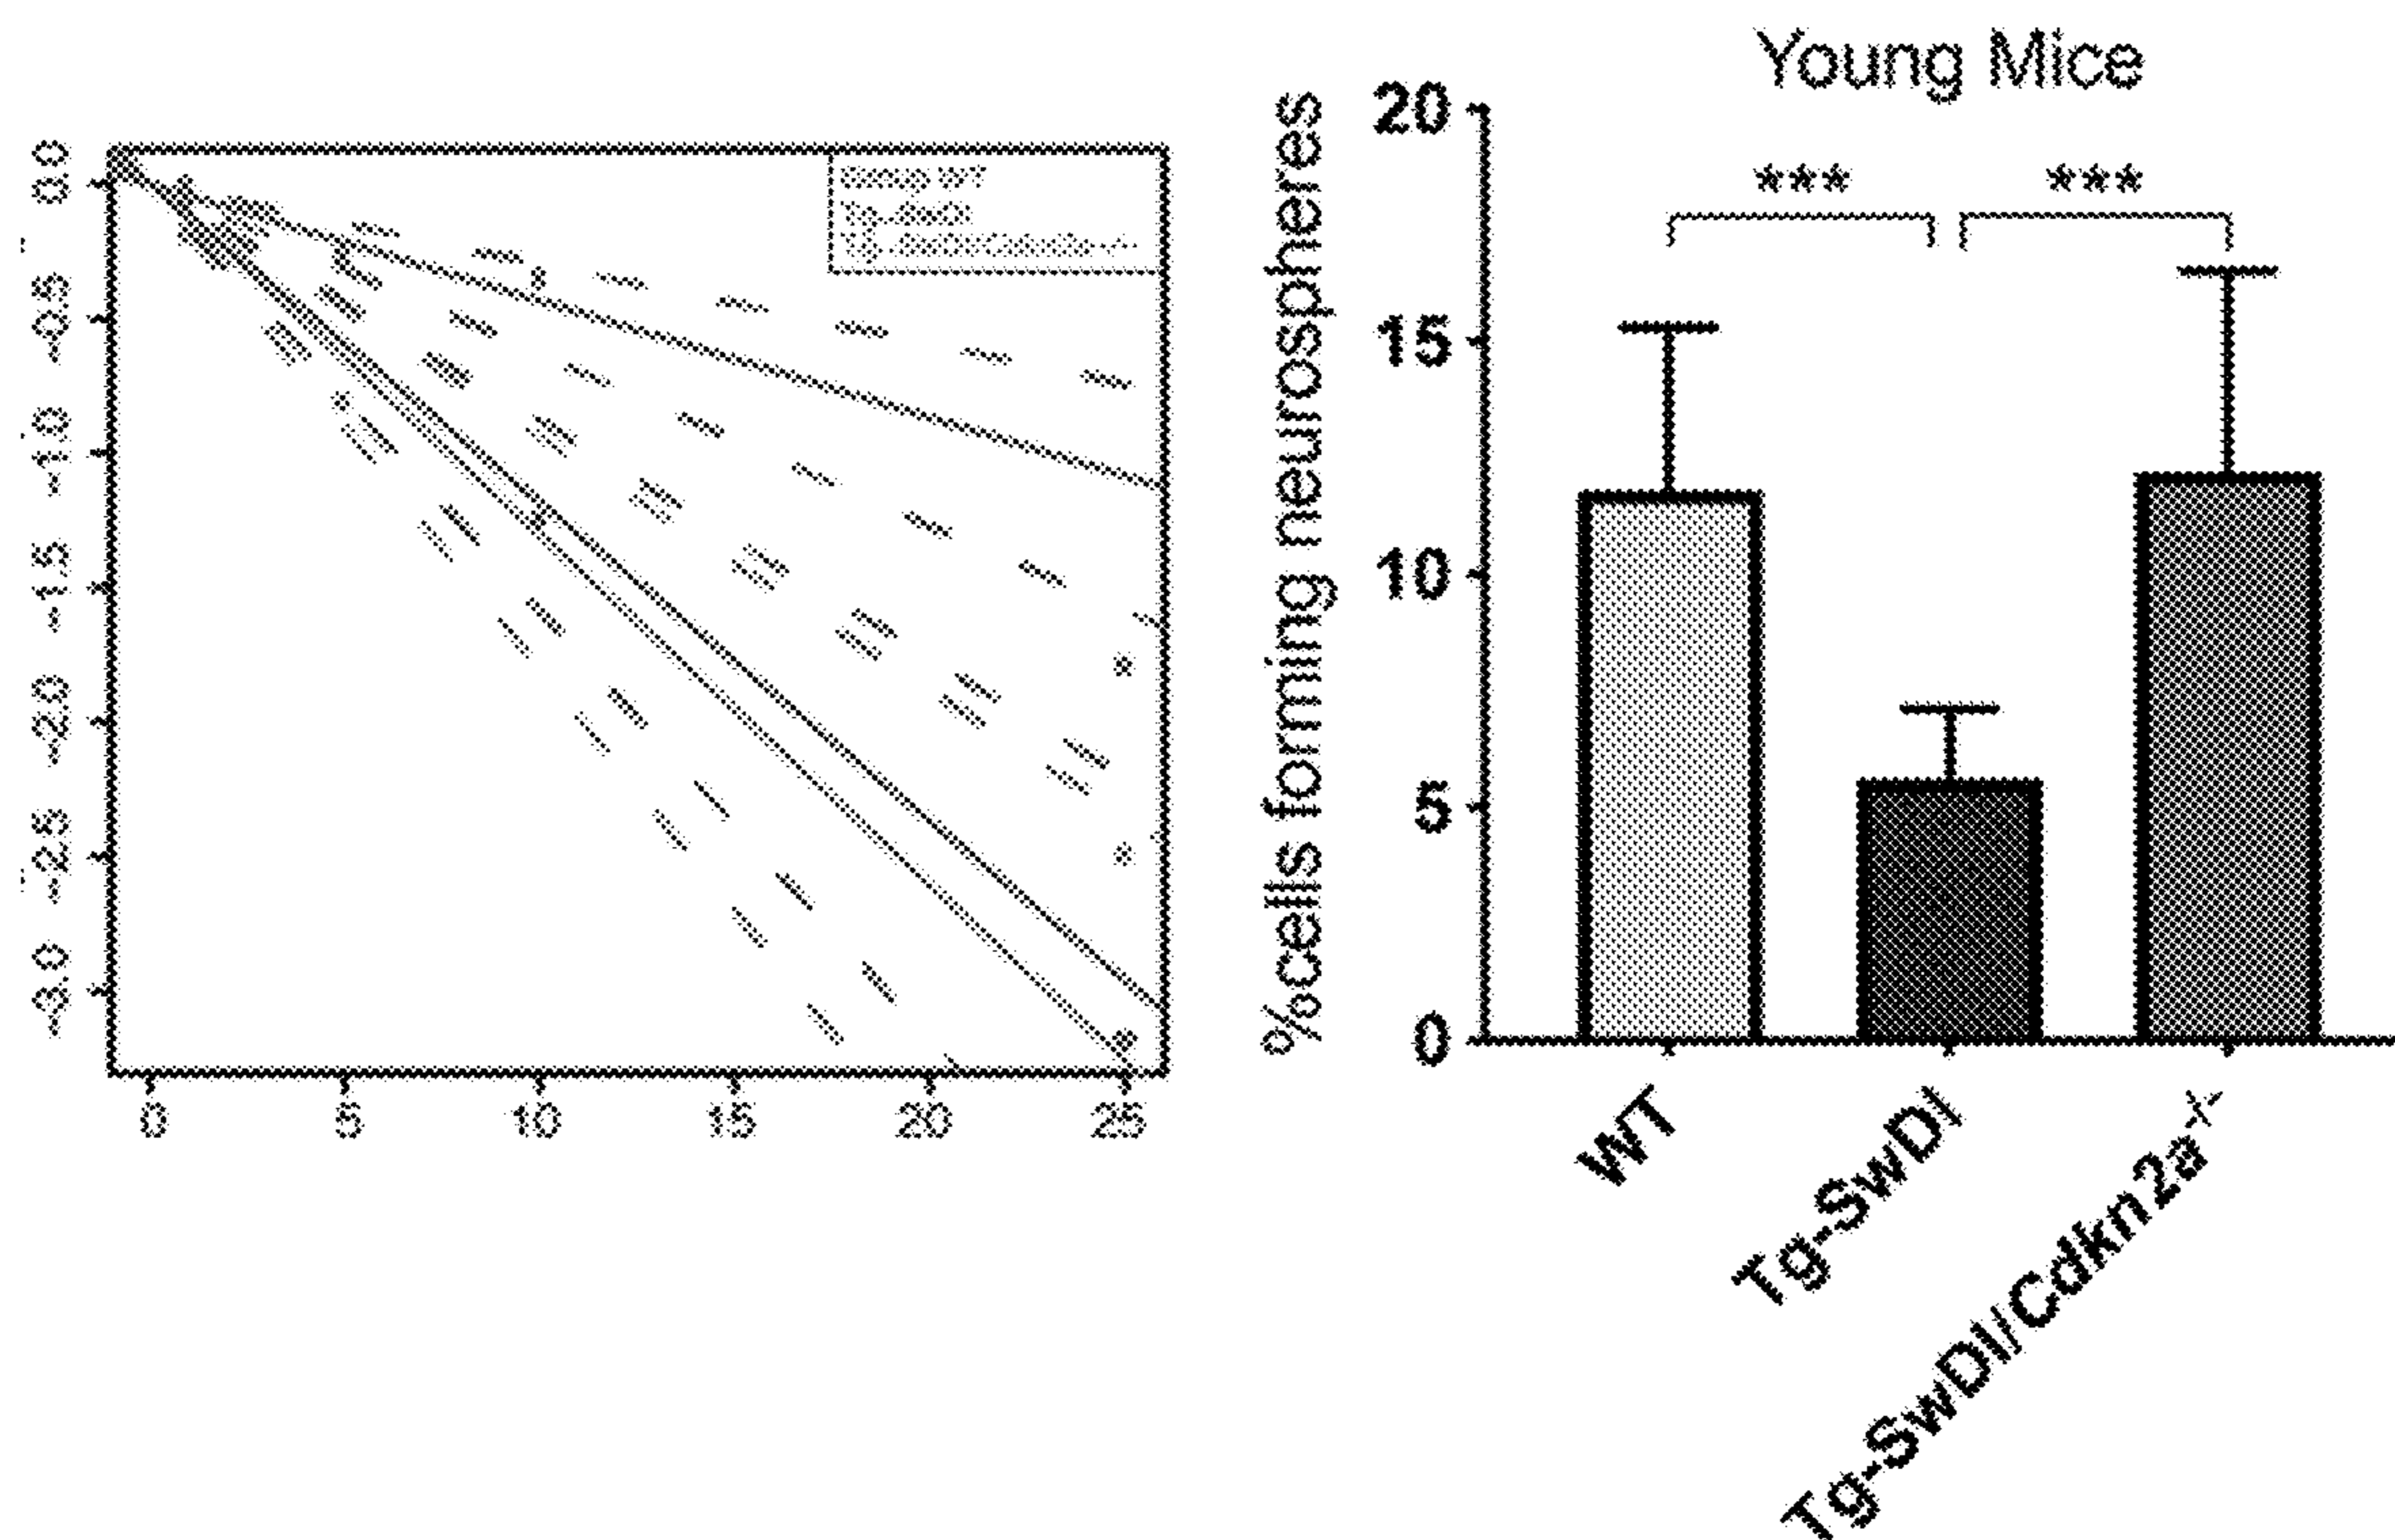 0.0
-0.5
-1.0
-1.5
-2.0
-2.5
-3.0
0 5 10 15 20 25
Young Mice
*** ***
%cells forming neurospheres
20
15
10
5
0
WT
Tg-SwDI
Tg-SwDI/Cdkn2a-/-